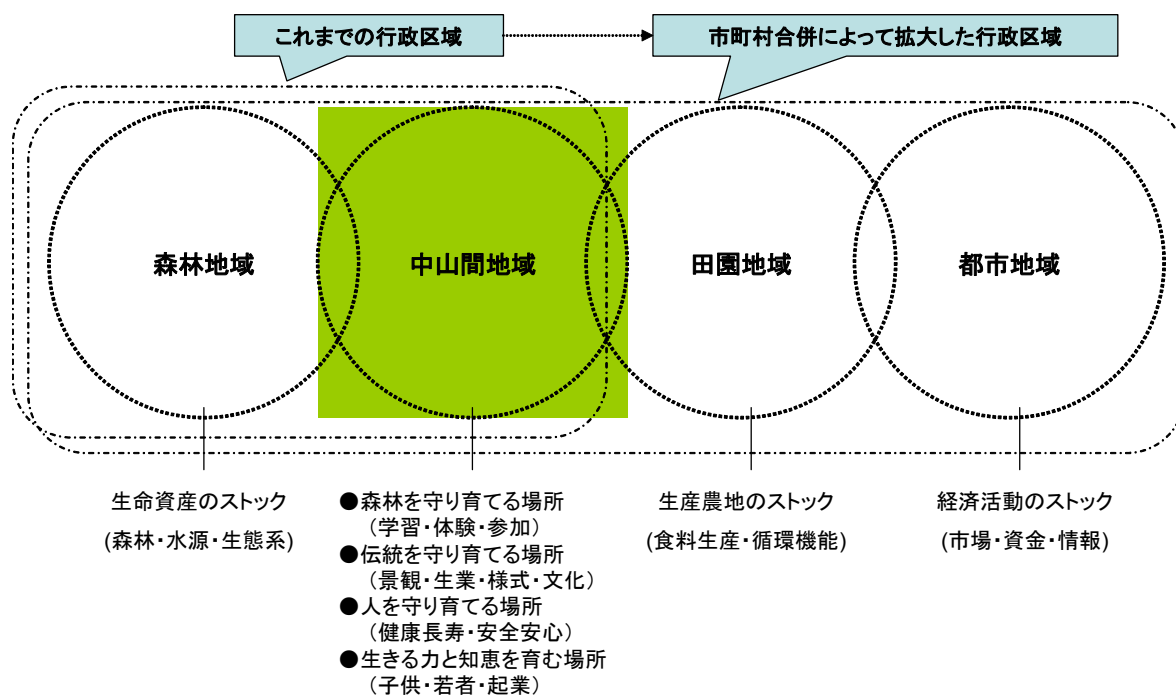 これまでの行政区域
市町村合併によって拡大した行政区域
森林地域
中山間地域
田園地域
都市地域
生命資産のストック
(森林・水源・生態系)
●森林を守り育てる場所
（学習・体験・参加）
●伝統を守り育てる場所
（景観・生業・様式・文化）
●人を守り育てる場所
（健康長寿・安全安心）
●生きる力と知恵を育む場所
（子供・若者・起業）
生産農地のストック
(食料生産・循環機能)
経済活動のストック
(市場・資金・情報)